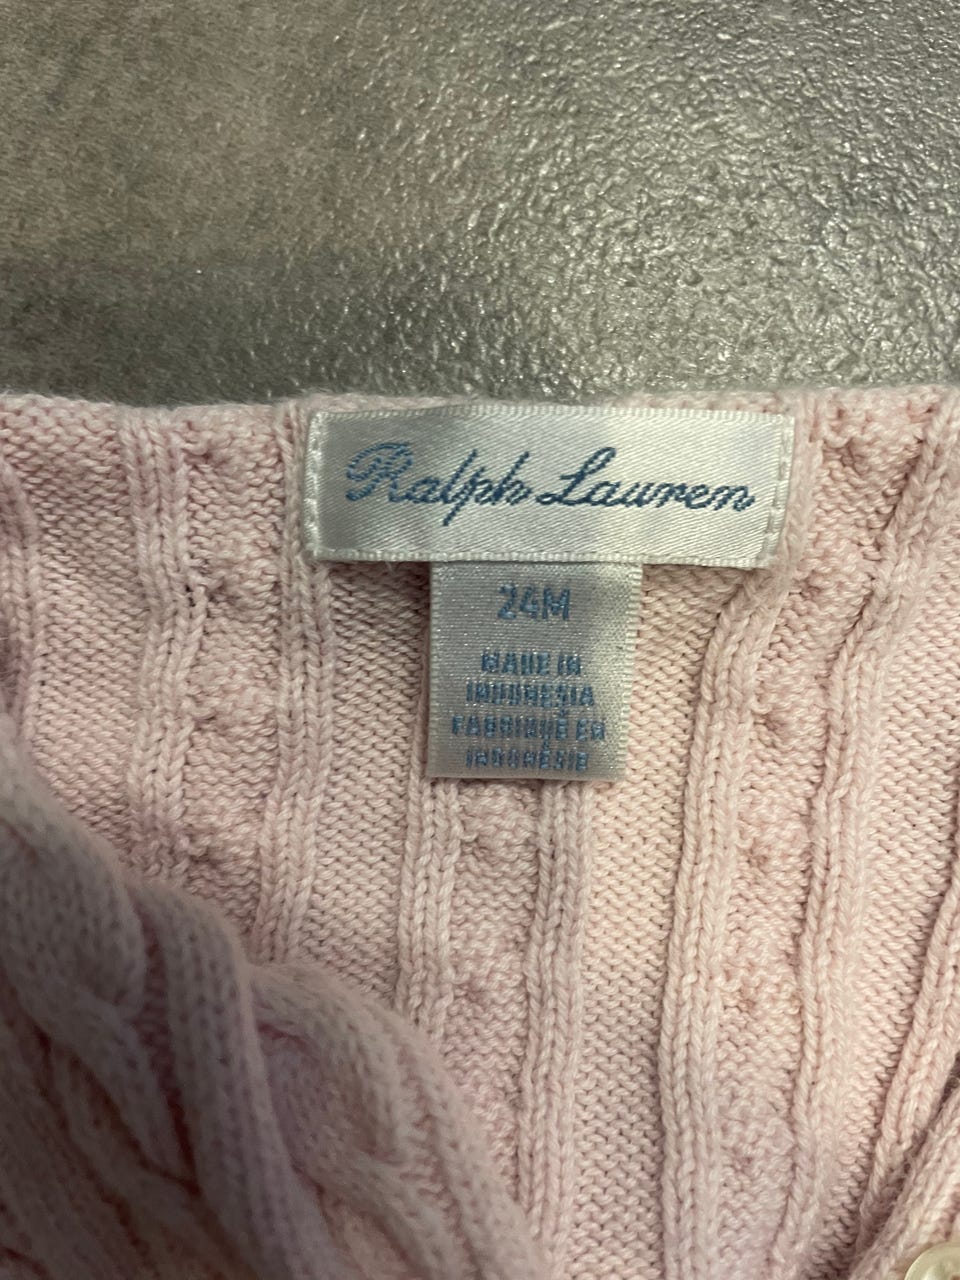 Ralph Lauren
24M
MADE IN
INDONESIA
FABRIQUÉ EN
INDONÉSIE